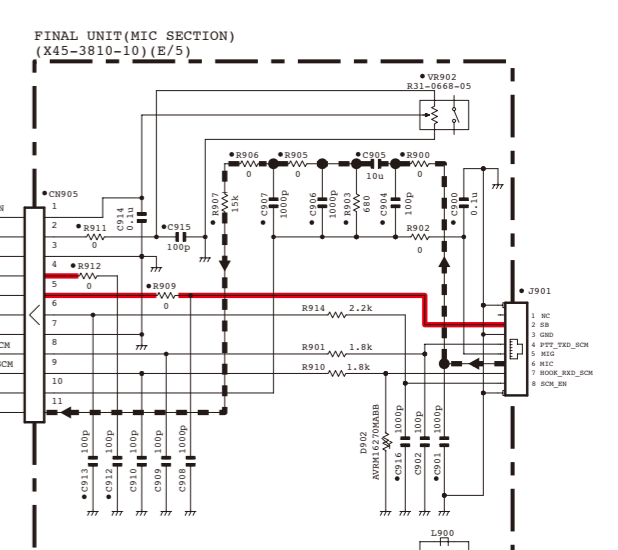 FINAL UNIT(MIC SECTION)
(X45-3810-10)(E/5)
VR902
R31-0668-05
R906
0
R905
0
C905
10u
R900
0
R907
15k
C907
1000p
C906
1000p
R903
680
C904
100p
C900
0.1u
R902
0
CN905
N
CM
SCM
1
2
3
4
5
6
7
8
9
10
11
C914
0.1u
R911
0
C915
100p
R912
0
R909
0
R914 2.2k
R901 1.8k
R910 1.8k
J901
1 NC
2 SB
3 GND
4 PTT_TXD_SCM
5 MIG
6 MIC
7 HOOK_RXD_SCM
8 SCM_EN
C913 100p
C912 100p
C910 100p
C909 100p
C908 1000p
D902
AVRM16270MABB
C916 1000p
C902 100p
C901 1000p
L900